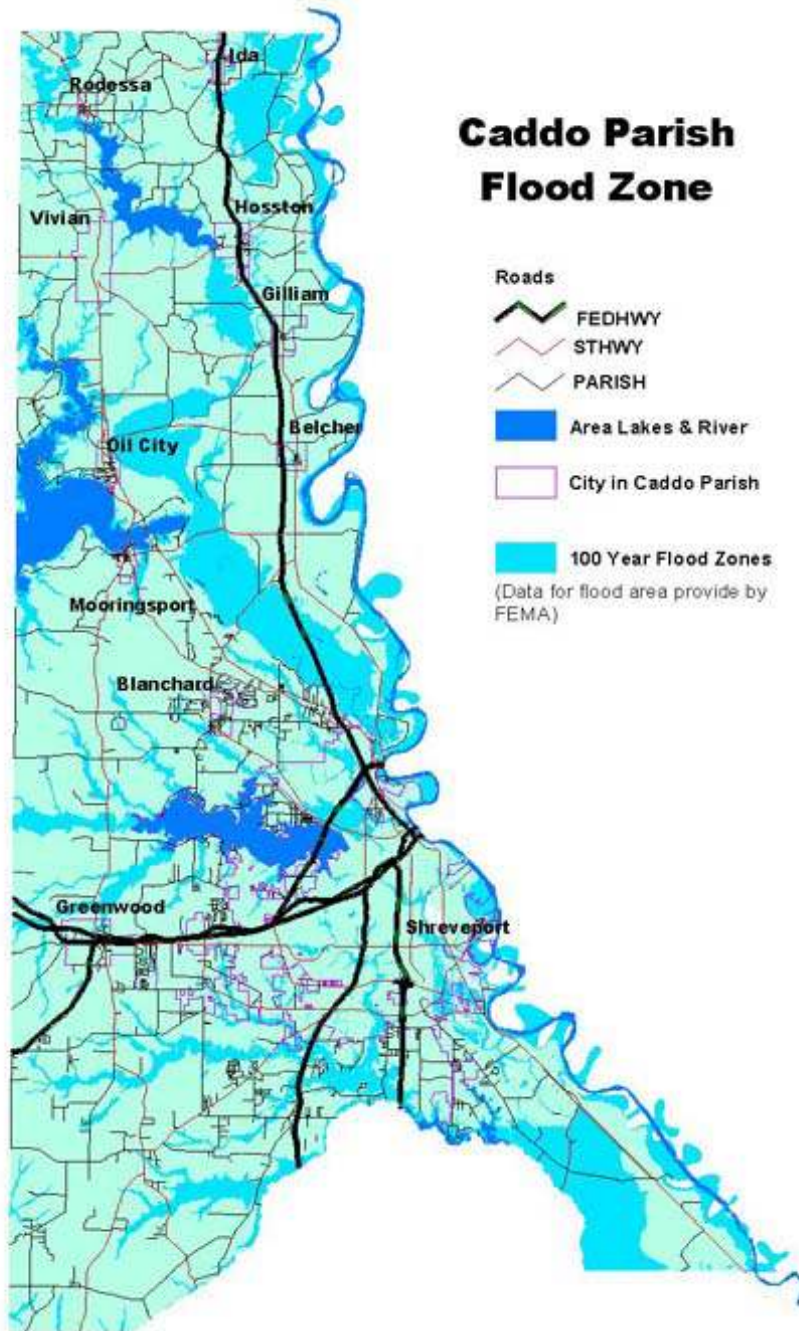 Ida
Rodessa
Caddo Parish
Flood Zone
Vivian
Hosston
Roads
Gilliam
FEDHWY
STHWY
PARISH
Oil City
Belcher
Area Lakes & River
City in Caddo Parish
100 Year Flood Zones
(Data for flood area provide by
FEMA)
Mooringsport
Blanchard
Greenwood
Shreveport